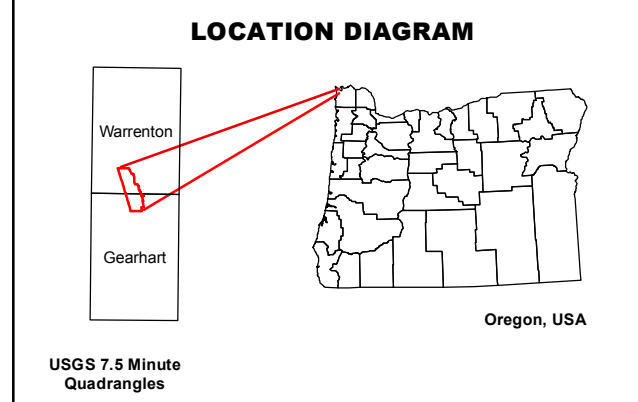 LOCATION DIAGRAM
Warrenton
Gearhart
Oregon, USA
USGS 7.5 Minute
Quadrangles